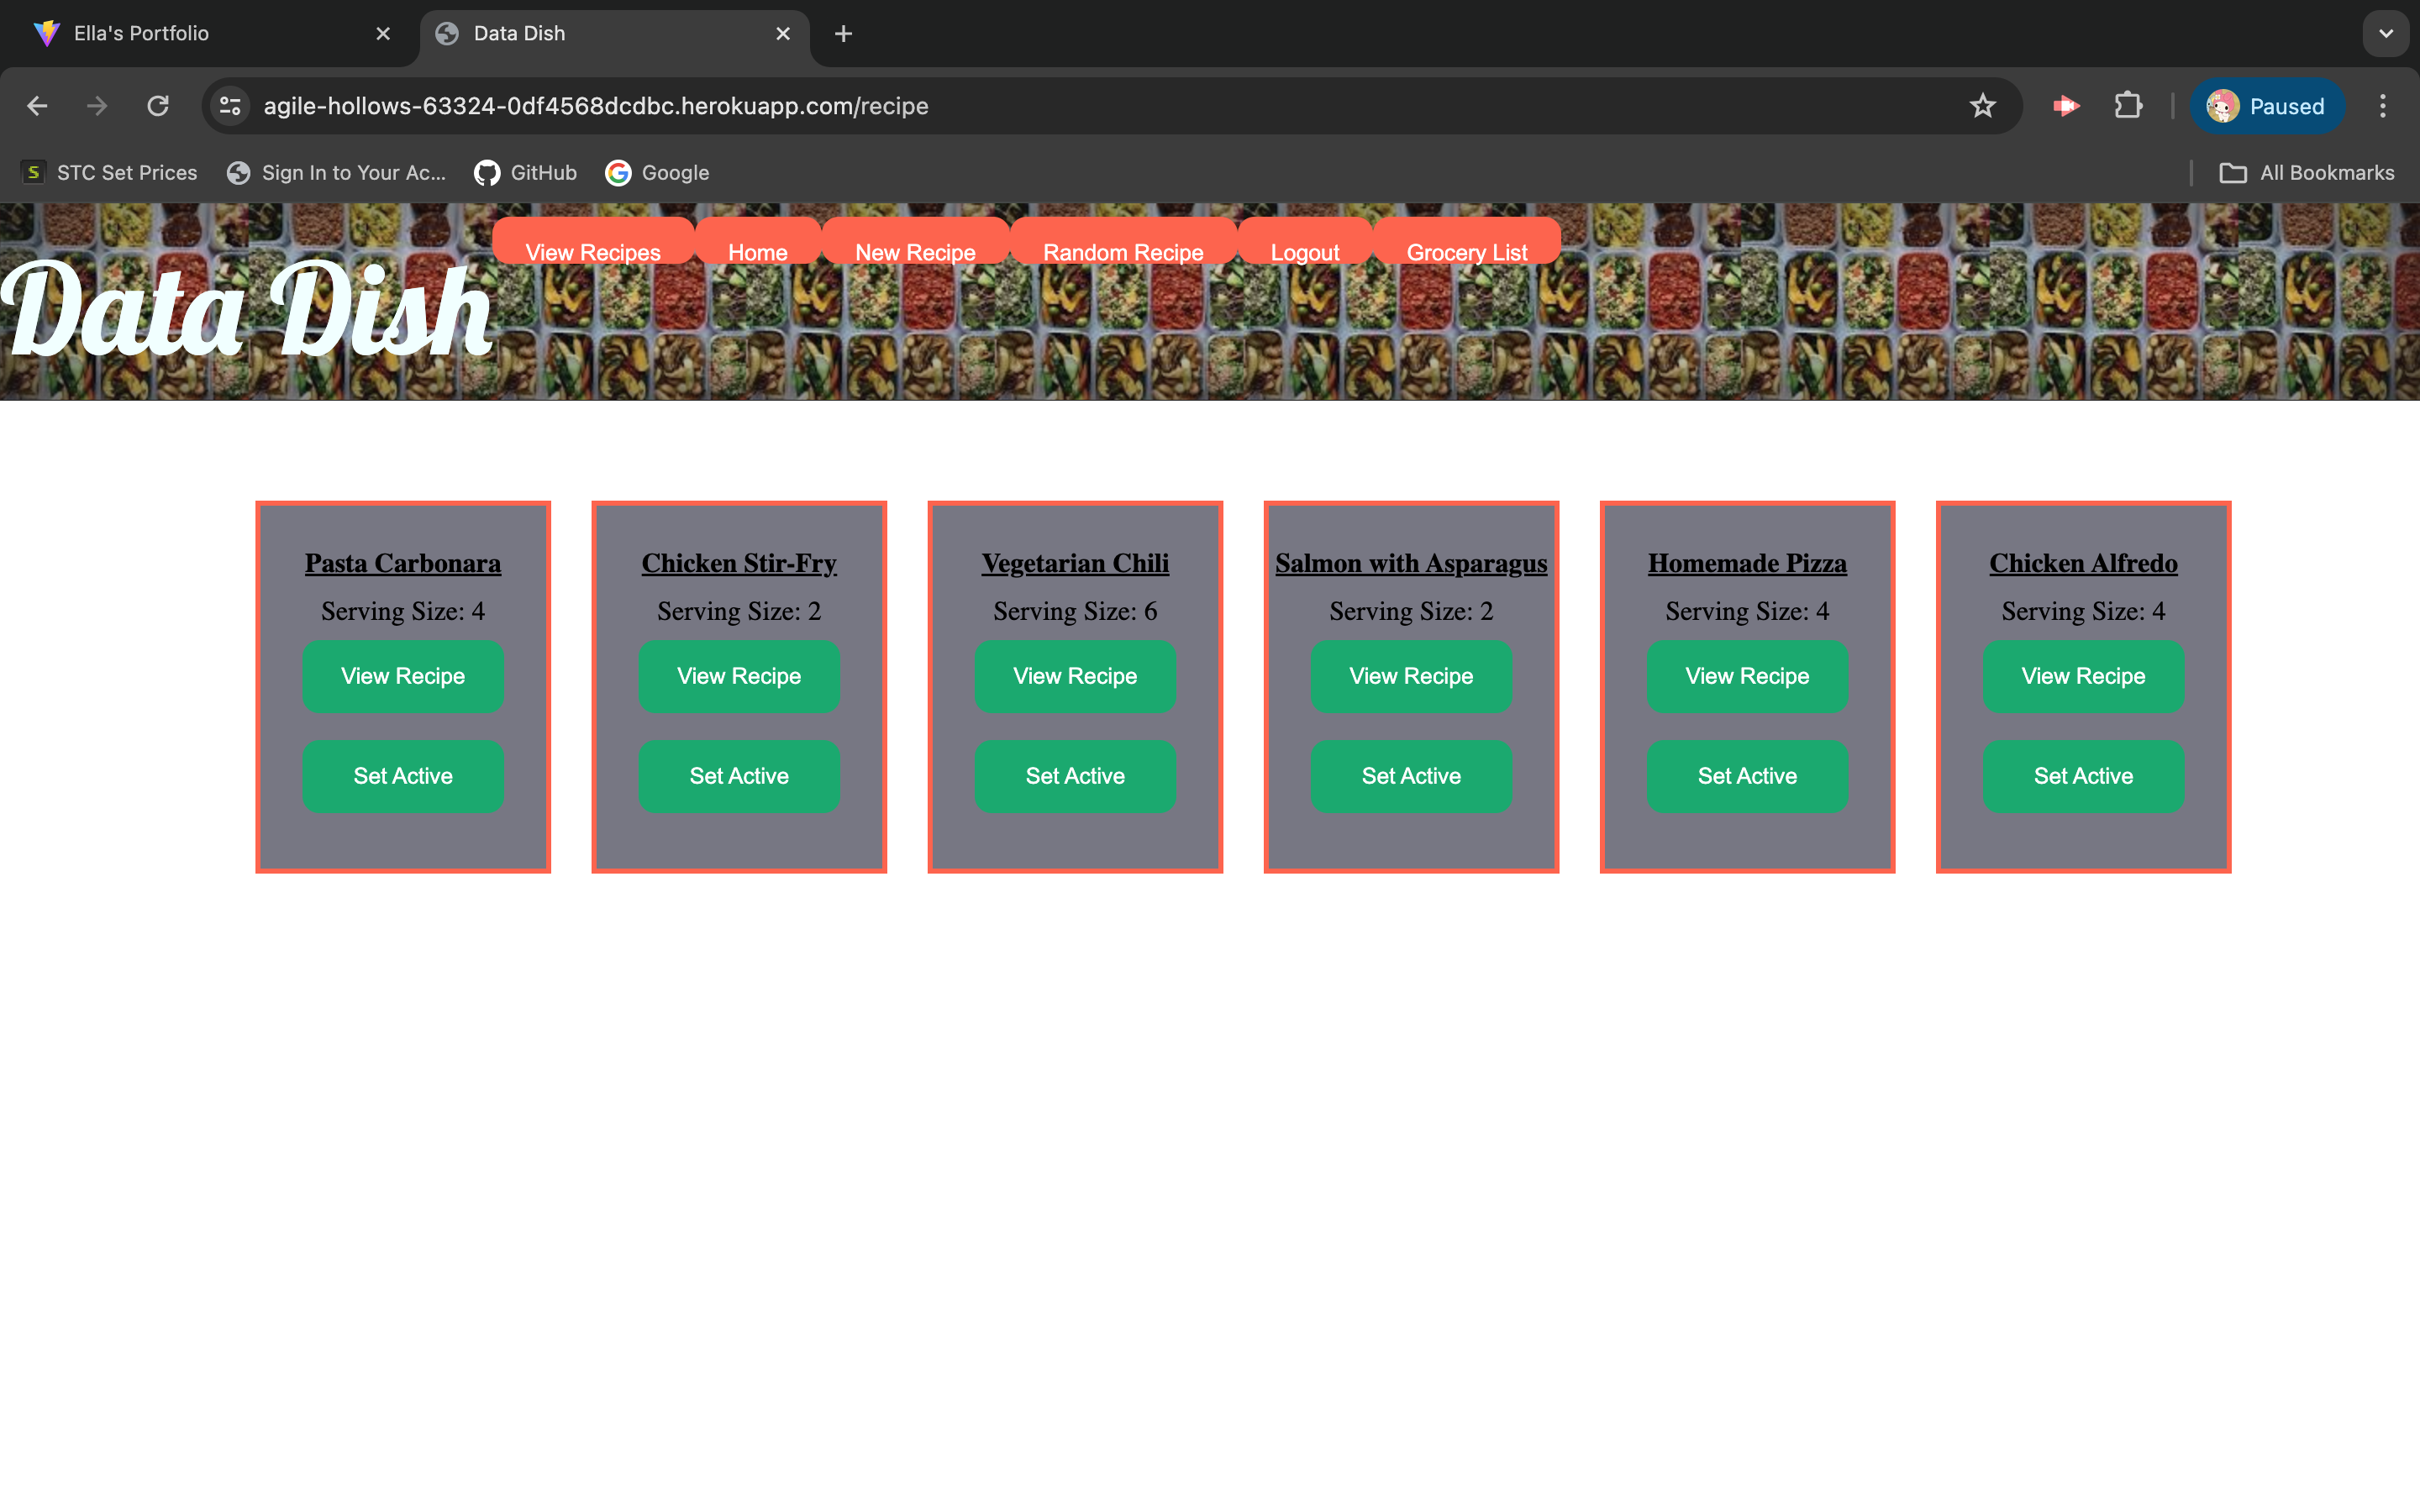 Ella's Portfolio
Data Dish
agile-hollows-63324-0df4568dcdbc.herokuapp.com/recipe
Paused
STC Set Prices
Sign In to Your Ac...
GitHub
Google
All Bookmarks
View Recipes Home New Recipe Random Recipe Logout Grocery List
Data Dish
Pasta Carbonara
Serving Size: 4
View Recipe
Set Active
Chicken Stir-Fry
Serving Size: 2
View Recipe
Set Active
Vegetarian Chili
Serving Size: 6
View Recipe
Set Active
Salmon with Asparagus
Serving Size: 2
View Recipe
Set Active
Homemade Pizza
Serving Size: 4
View Recipe
Set Active
Chicken Alfredo
Serving Size: 4
View Recipe
Set Active